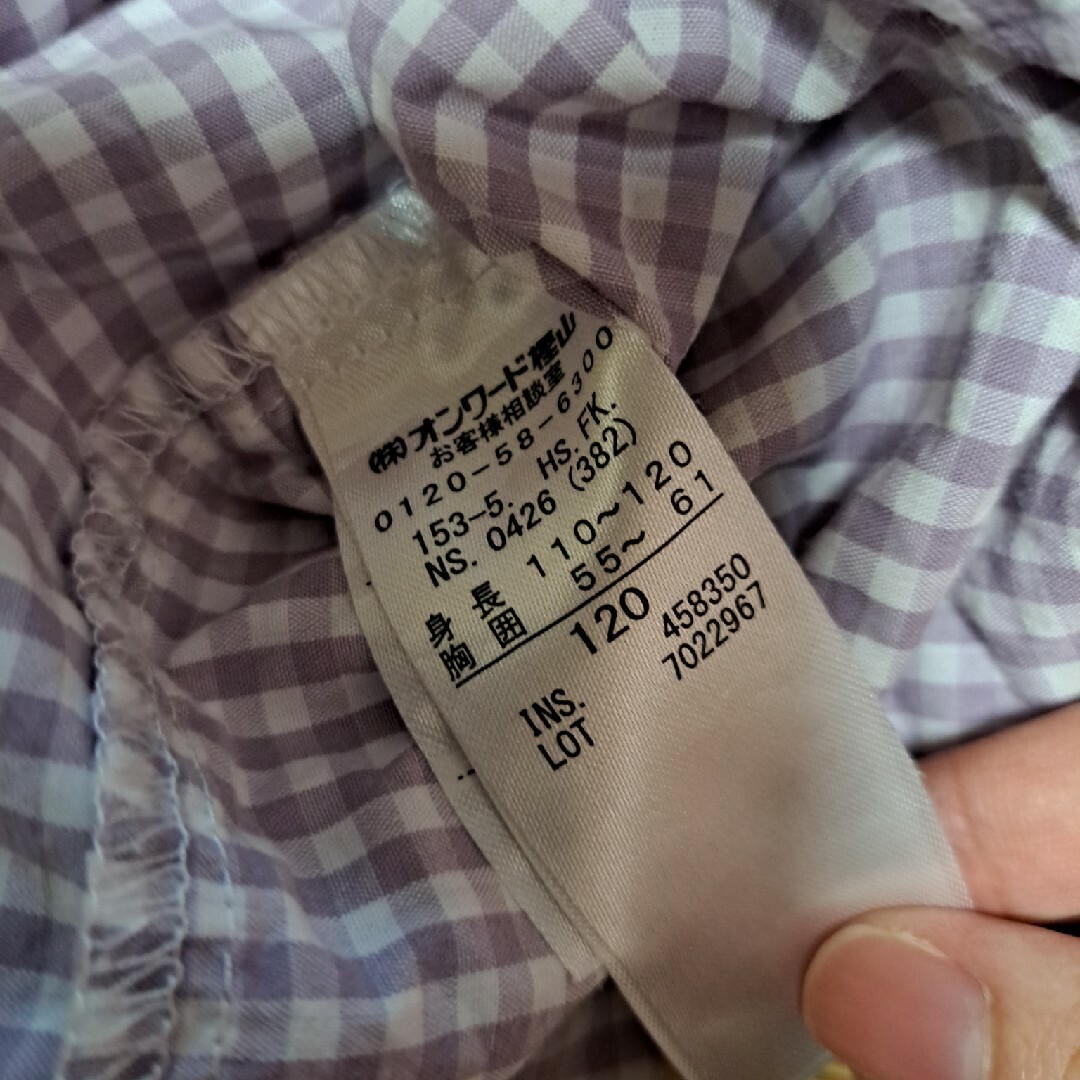 ㈱オンワード樫山
お客様相談室
0120-58-6300
153-5. HS. FK.
NS. 0426 (382)
身長 110~120
胸囲 55~ 61
120
INS. 458350
LOT 7022967